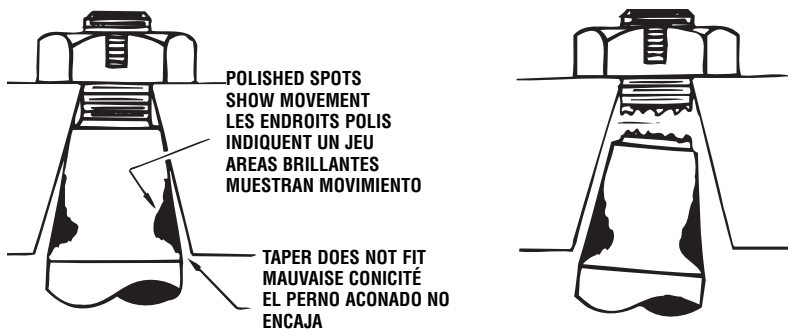 POLISHED SPOTS
SHOW MOVEMENT
LES ENDROITS POLIS
INDIQUENT UN JEU
AREAS BRILLANTES
MUESTRAN MOVIMIENTO
TAPER DOES NOT FIT
MAUVAISE CONICITÉ
EL PERNO ACONADO NO
ENCAJA